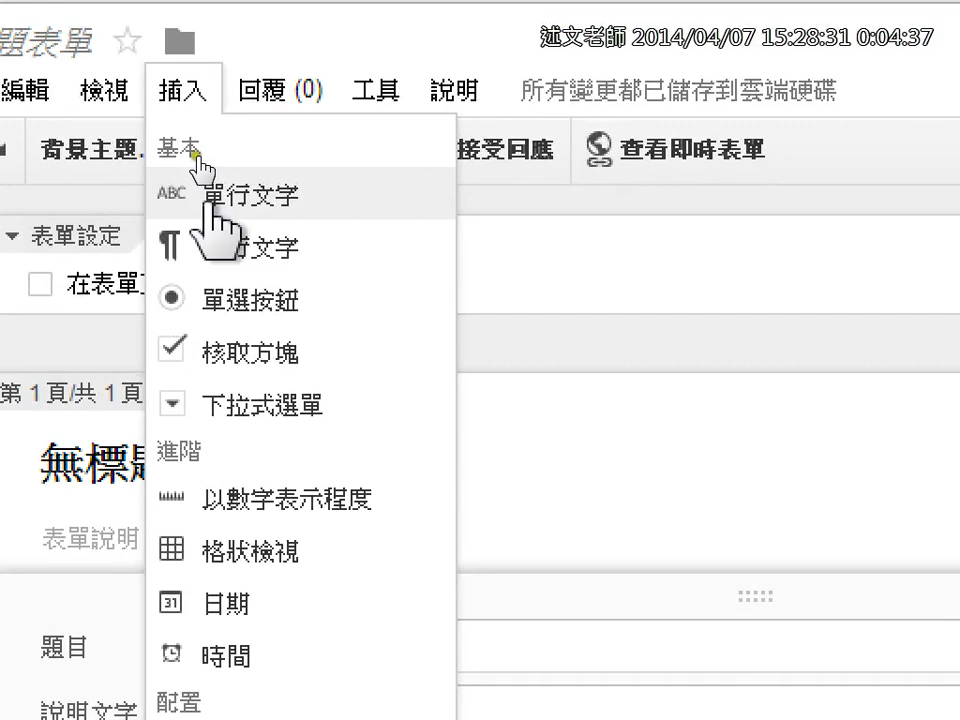 題表單
述文老師 2014/04/07 15:28:31 0:04:37
編輯 檢視 插入 回覆 (0) 工具 說明 所有變更都已儲存到雲端硬碟
背景主題. 基本 接受回應 查看即時表單
ABC 單行文字
表單設定 行文字
在表單 單選按鈕
核取方塊
第 1 頁/共 1 頁 下拉式選單
無標題 進階
以數字表示程度
表單說明 格狀檢視
31 日期
題目 時間
說明文字 配置